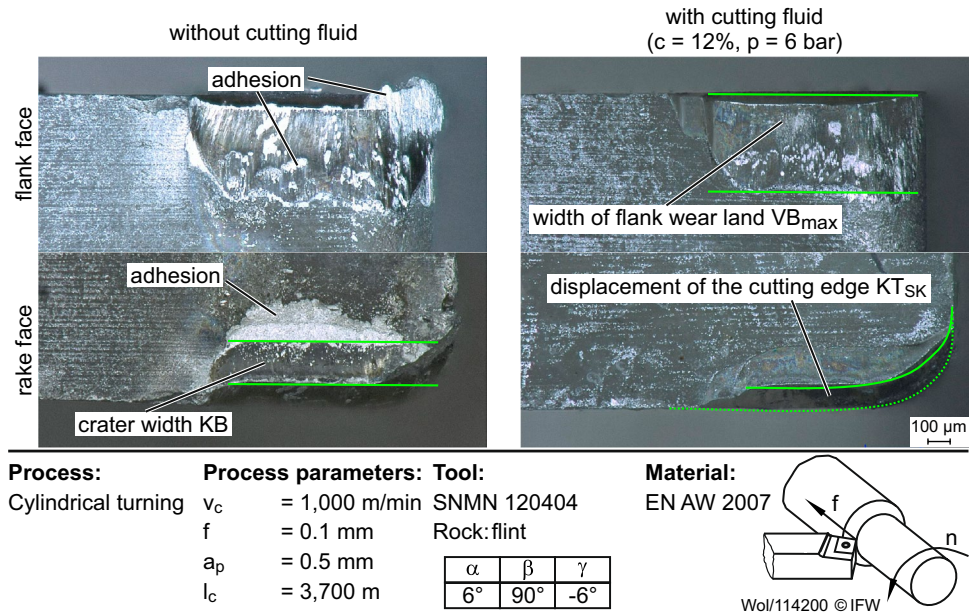 without cutting fluid
with cutting fluid
(c = 12%, p = 6 bar)
flank face
adhesion
width of flank wear land VBmax
rake face
adhesion
crater width KB
displacement of the cutting edge KTSK
100 µm
Process:
Cylindrical turning
Process parameters:
vc = 1,000 m/min
f = 0.1 mm
ap = 0.5 mm
lc = 3,700 m
Tool:
SNMN 120404
Rock:flint
α β γ
6° 90° -6°
Material:
EN AW 2007
f
n
Wol/114200 © IFW